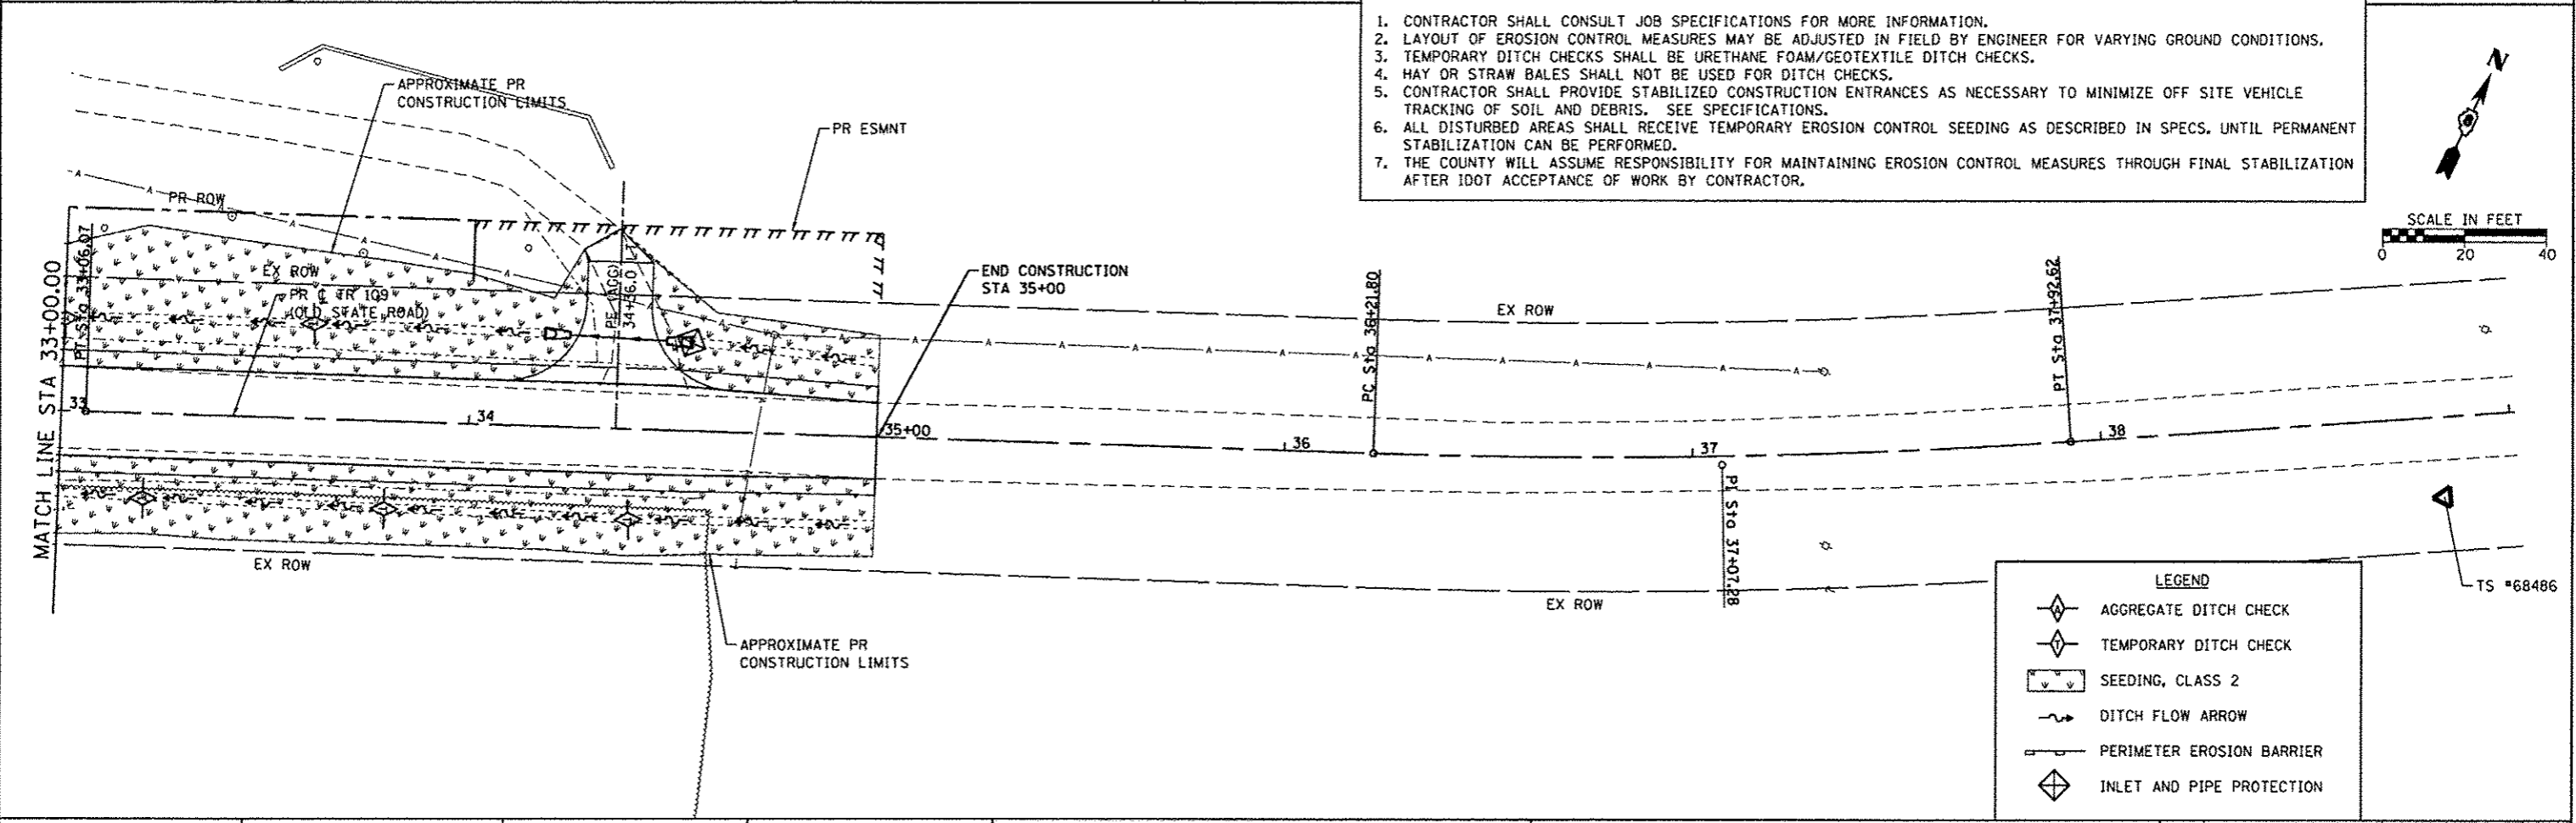 1. CONTRACTOR SHALL CONSULT JOB SPECIFICATIONS FOR MORE INFORMATION.
2. LAYOUT OF EROSION CONTROL MEASURES MAY BE ADJUSTED IN FIELD BY ENGINEER FOR VARYING GROUND CONDITIONS.
3. TEMPORARY DITCH CHECKS SHALL BE URETHANE FOAM/GEOTEXTILE DITCH CHECKS.
4. HAY OR STRAW BALES SHALL NOT BE USED FOR DITCH CHECKS.
5. CONTRACTOR SHALL PROVIDE STABILIZED CONSTRUCTION ENTRANCES AS NECESSARY TO MINIMIZE OFF SITE VEHICLE
TRACKING OF SOIL AND DEBRIS. SEE SPECIFICATIONS.
6. ALL DISTURBED AREAS SHALL RECEIVE TEMPORARY EROSION CONTROL SEEDING AS DESCRIBED IN SPECS. UNTIL PERMANENT
STABILIZATION CAN BE PERFORMED.
7. THE COUNTY WILL ASSUME RESPONSIBILITY FOR MAINTAINING EROSION CONTROL MEASURES THROUGH FINAL STABILIZATION
AFTER IDOT ACCEPTANCE OF WORK BY CONTRACTOR.
N
SCALE IN FEET
0 20 40
APPROXIMATE PR
CONSTRUCTION LIMITS
PR ESMNT
PR ROW
EX ROW
PR ℄ TR 109
(OLD STATE ROAD)
PE (AGG)
34+36.0 LT
END CONSTRUCTION
STA 35+00
EX ROW
MATCH LINE STA 33+00.00
PT Sta 33+06.07
33
34
35+00
36
PC Sta 36+21.80
37
PI Sta 37+07.28
PT Sta 37+92.62
38
EX ROW
EX ROW
APPROXIMATE PR
CONSTRUCTION LIMITS
TS #68486
LEGEND
A AGGREGATE DITCH CHECK
T TEMPORARY DITCH CHECK
SEEDING, CLASS 2
DITCH FLOW ARROW
PERIMETER EROSION BARRIER
INLET AND PIPE PROTECTION